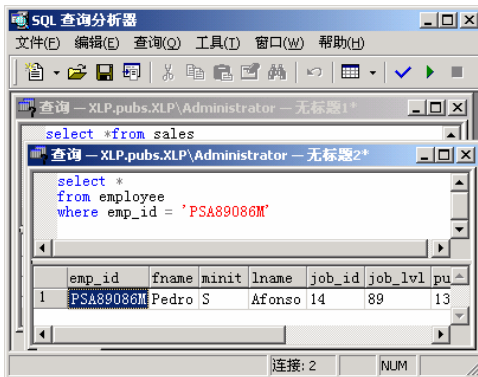 SQL 查询分析器
文件(F) 编辑(E) 查询(Q) 工具(T) 窗口(W) 帮助(H)
查询 — XLP.pubs.XLP\Administrator — 无标题1*
select *from sales
查询 — XLP.pubs.XLP\Administrator — 无标题2*
select *
from employee
where emp_id = 'PSA89086M'
emp_id fname minit lname job_id job_lvl pu
1 PSA89086M Pedro S Afonso 14 89 13
连接: 2 NUM